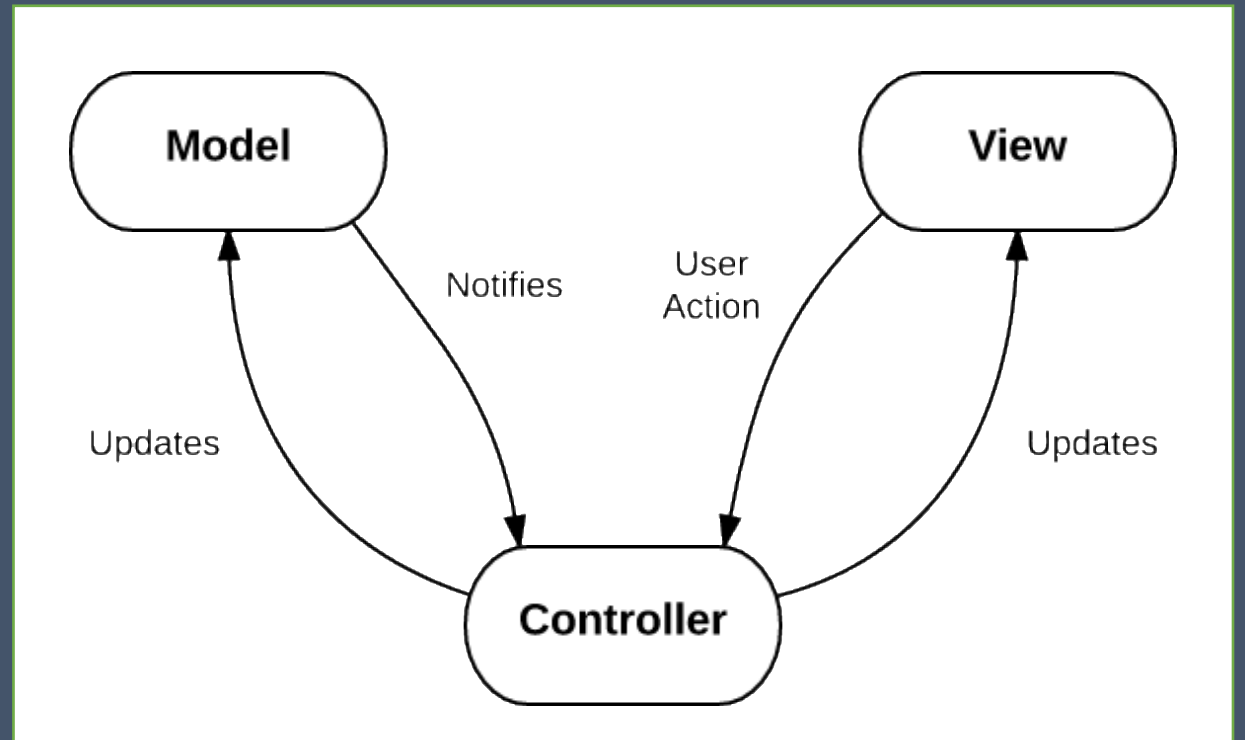 Model
View
Notifies
User
Action
Updates
Updates
Controller